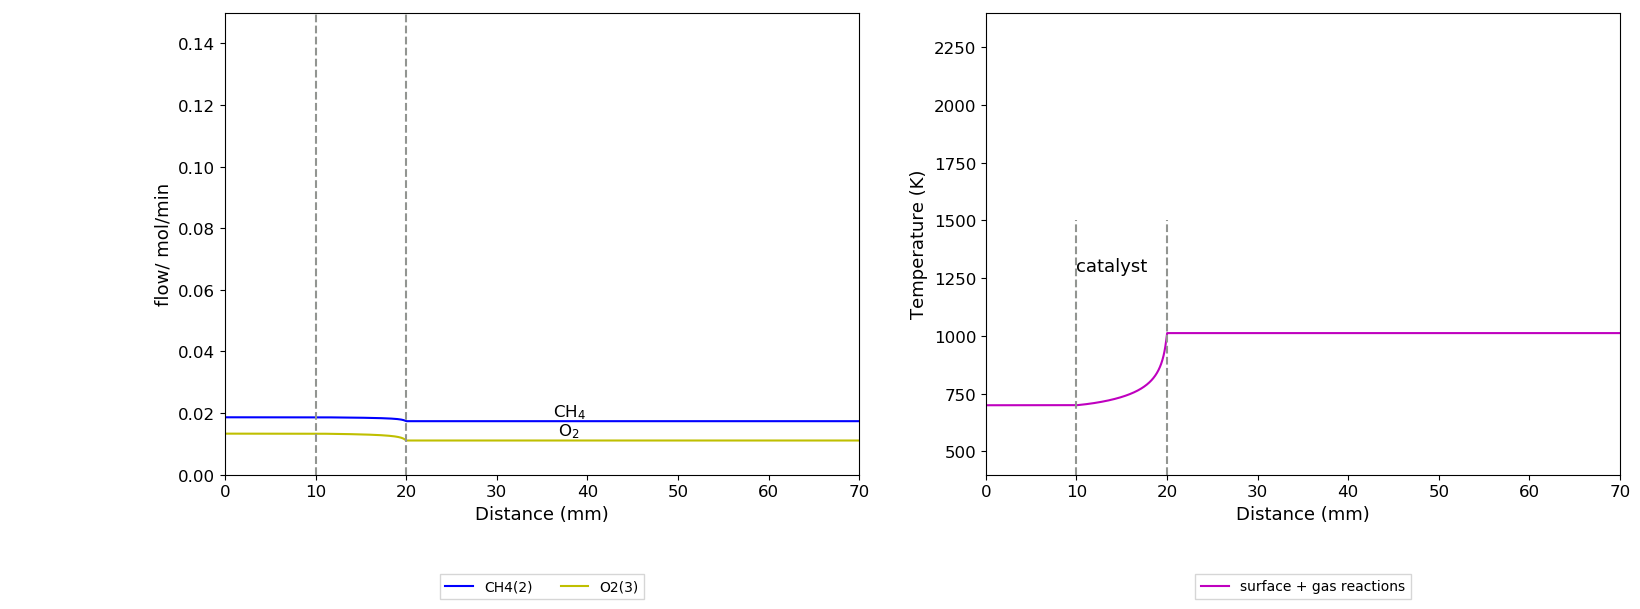 0.14
0.12
0.10
0.08
0.06
0.04
0.02
0.00
flow/ mol/min
CH₄
O₂
0 10 20 30 40 50 60 70
Distance (mm)
CH4(2) O2(3)
2250
2000
1750
1500
1250
1000
750
500
Temperature (K)
catalyst
0 10 20 30 40 50 60 70
Distance (mm)
surface + gas reactions